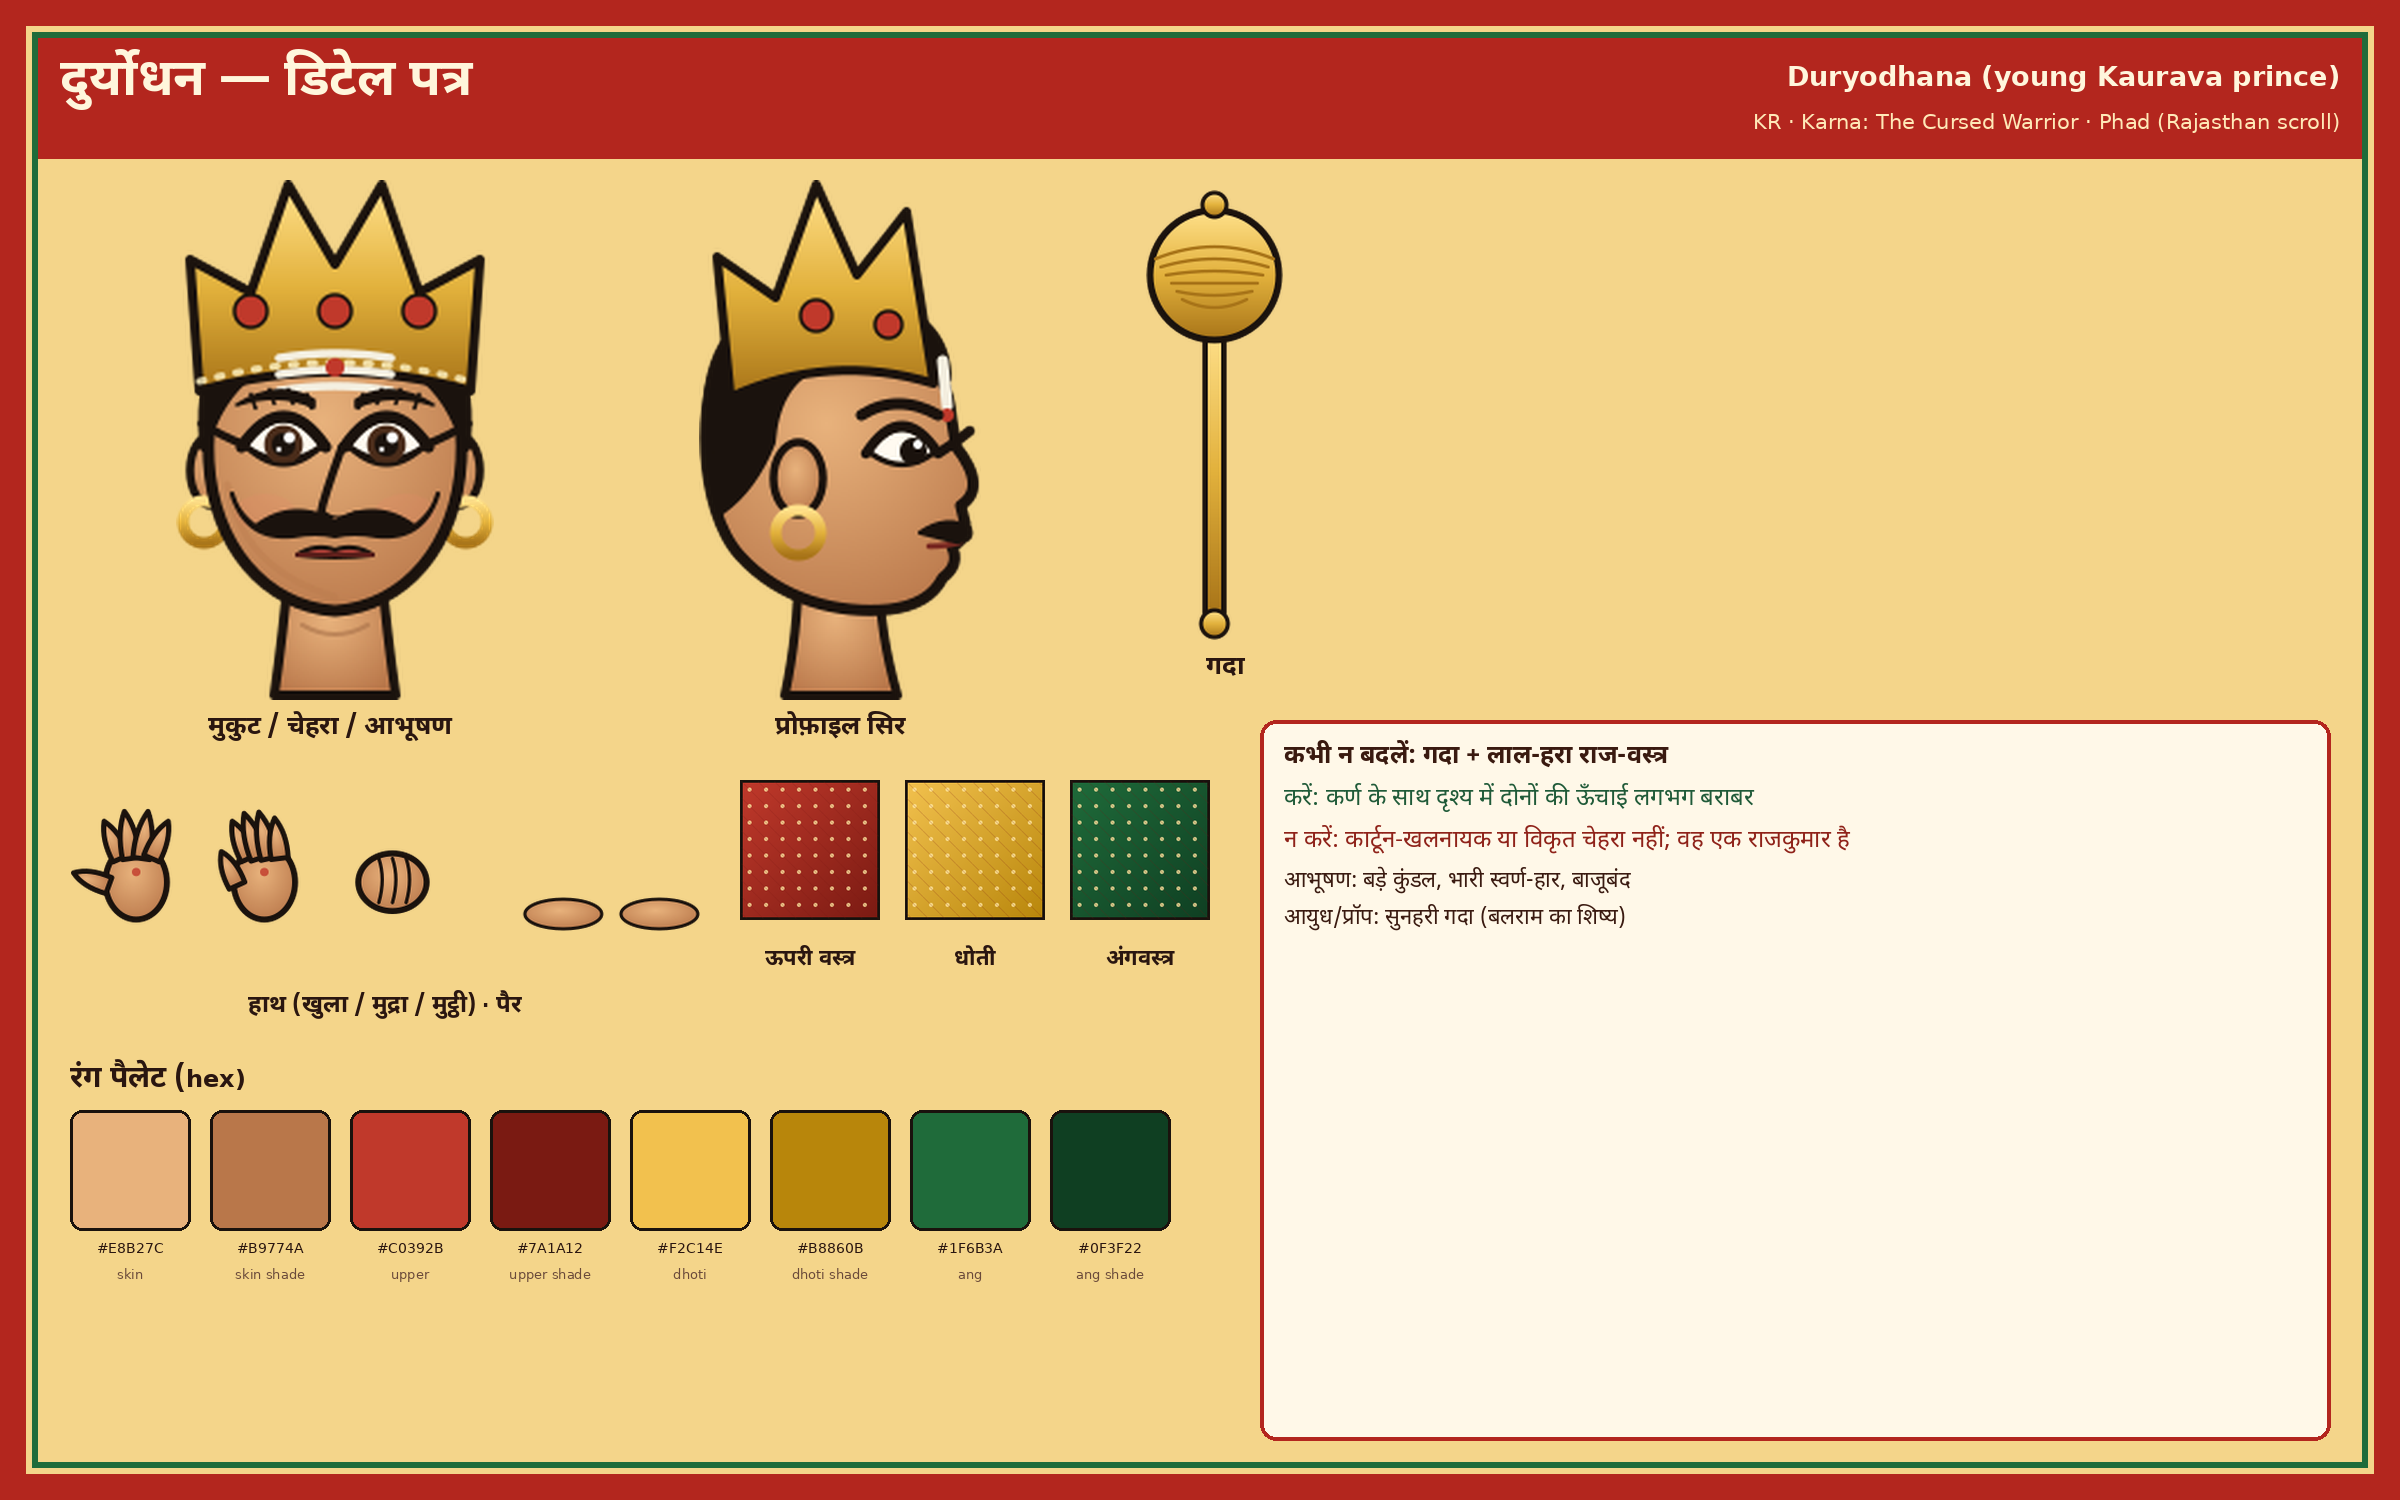 दुर्योधन — डिटेल पत्र
Duryodhana (young Kaurava prince)
KR · Karna: The Cursed Warrior · Phad (Rajasthan scroll)
गदा
मुकुट / चेहरा / आभूषण
प्रोफ़ाइल सिर
कभी न बदलें: गदा + लाल-हरा राज-वस्त्र
करें: कर्ण के साथ दृश्य में दोनों की ऊँचाई लगभग बराबर
न करें: कार्टून-खलनायक या विकृत चेहरा नहीं; वह एक राजकुमार है
आभूषण: बड़े कुंडल, भारी स्वर्ण-हार, बाजूबंद
आयुध/प्रॉप: सुनहरी गदा (बलराम का शिष्य)
ऊपरी वस्त्र
धोती
अंगवस्त्र
हाथ (खुला / मुद्रा / मुट्ठी) · पैर
रंग पैलेट (hex)
#E8B27C #B9774A #C0392B #7A1A12 #F2C14E #B8860B #1F6B3A #0F3F22
skin skin shade upper upper shade dhoti dhoti shade ang ang shade